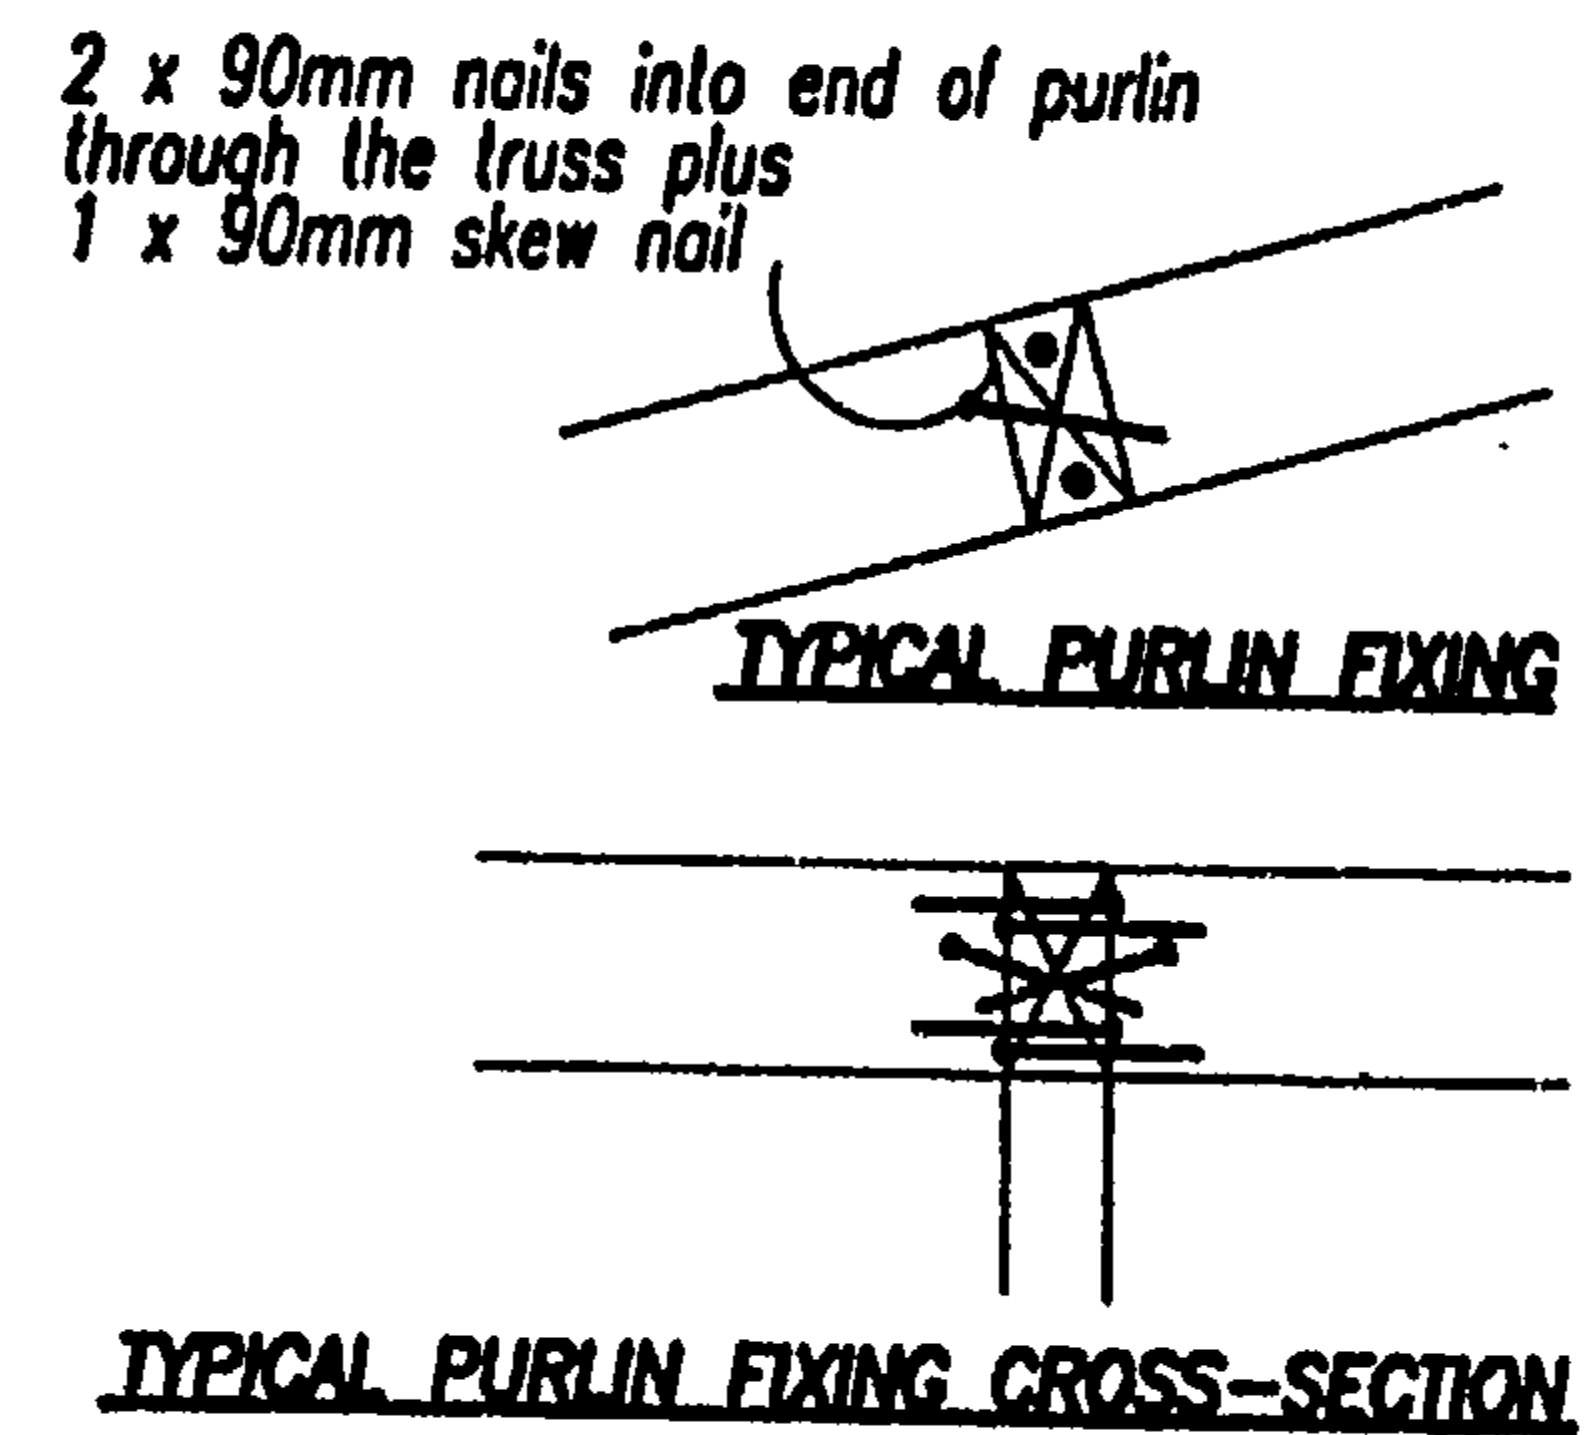 2 x 90mm nails into end of purlin
through the truss plus
1 x 90mm skew nail
TYPICAL PURLIN FIXING
TYPICAL PURLIN FIXING CROSS-SECTION